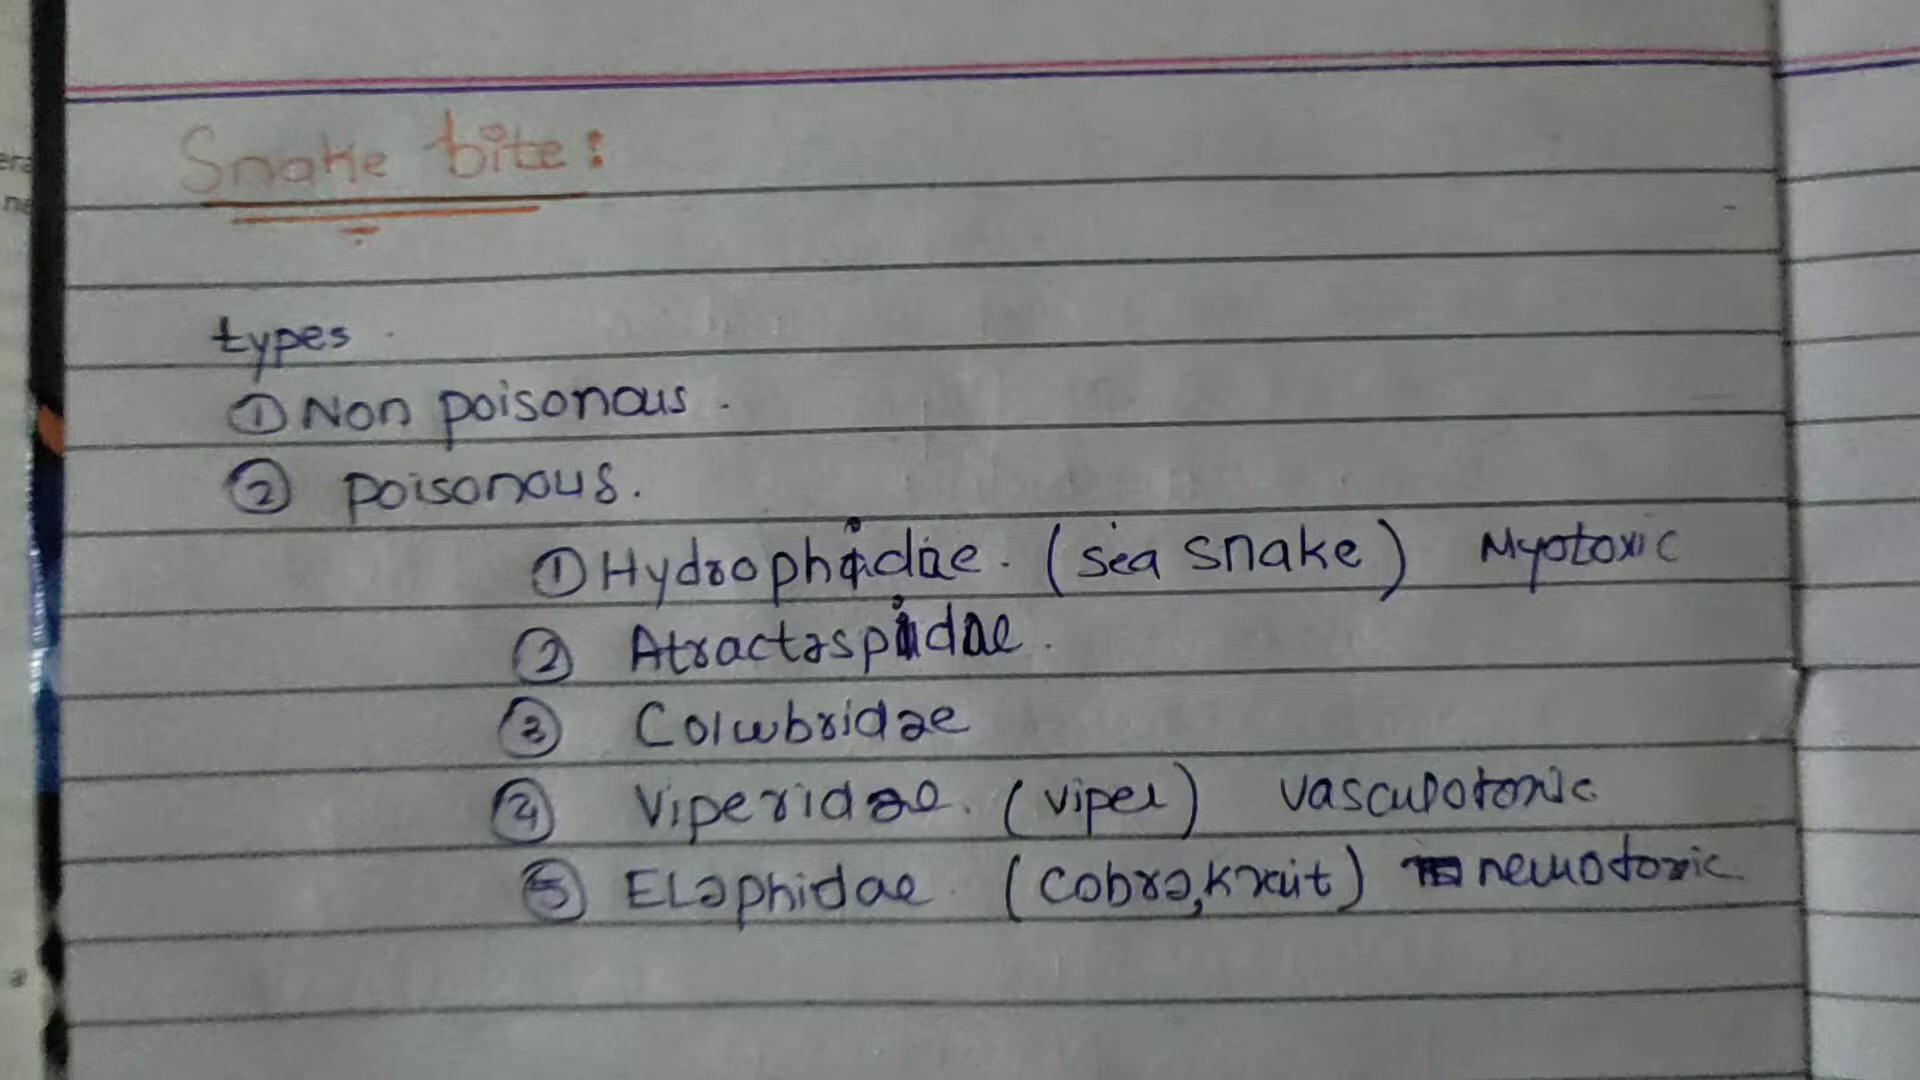 Snake bite:
types
① Non poisonous.
② poisonous.
① Hydrophidae. (sea snake) Myotoxic
② Atractaspidae.
③ Colubridae
④ Viperidae. (viper) vasculotoxic
⑤ Elaphidae. (cobra, krait) neurotoxic